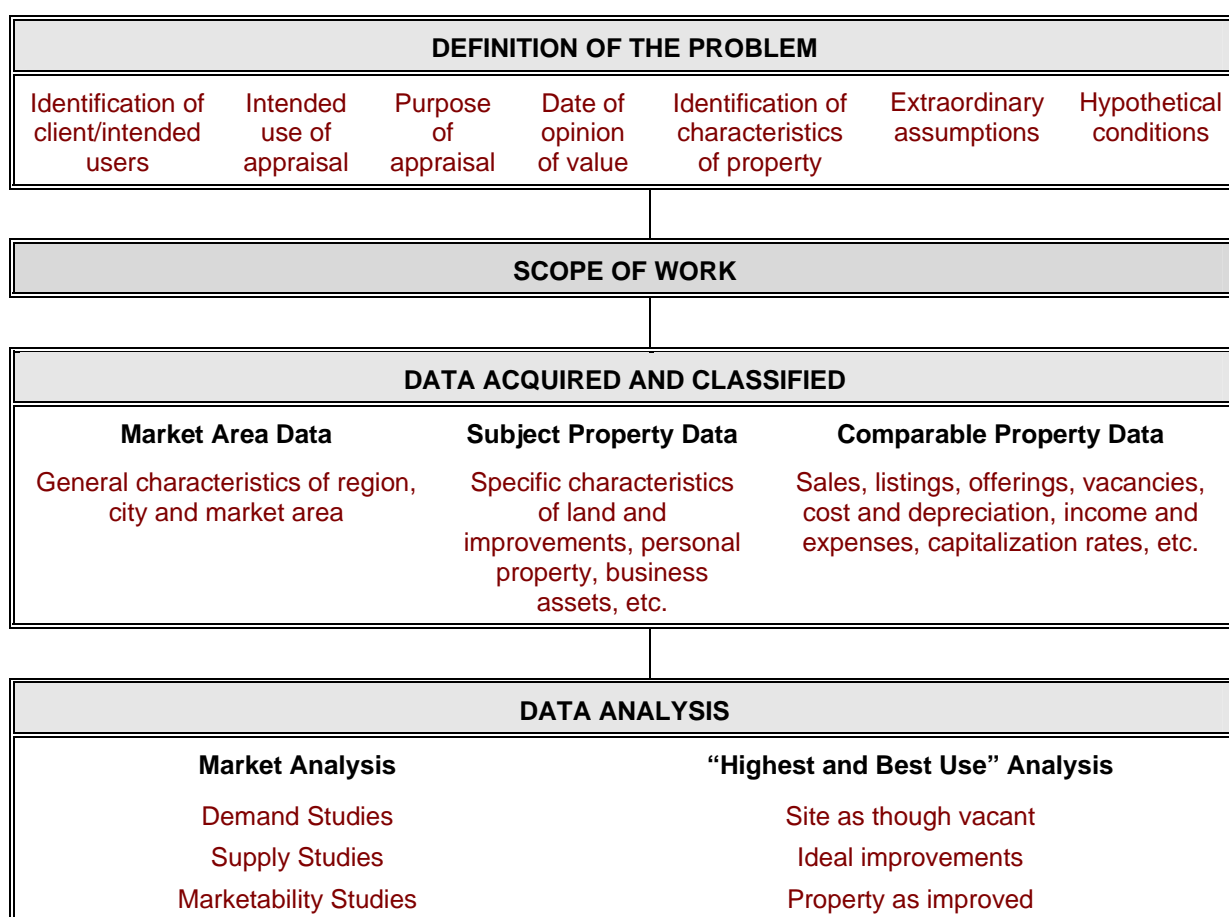 DEFINITION OF THE PROBLEM
Identification of
client/intended
users
Intended
use of
appraisal
Purpose
of
appraisal
Date of
opinion
of value
Identification of
characteristics
of property
Extraordinary
assumptions
Hypothetical
conditions
SCOPE OF WORK
DATA ACQUIRED AND CLASSIFIED
Market Area Data
General characteristics of region,
city and market area
Subject Property Data
Specific characteristics
of land and
improvements, personal
property, business
assets, etc.
Comparable Property Data
Sales, listings, offerings, vacancies,
cost and depreciation, income and
expenses, capitalization rates, etc.
DATA ANALYSIS
Market Analysis
Demand Studies
Supply Studies
Marketability Studies
“Highest and Best Use” Analysis
Site as though vacant
Ideal improvements
Property as improved